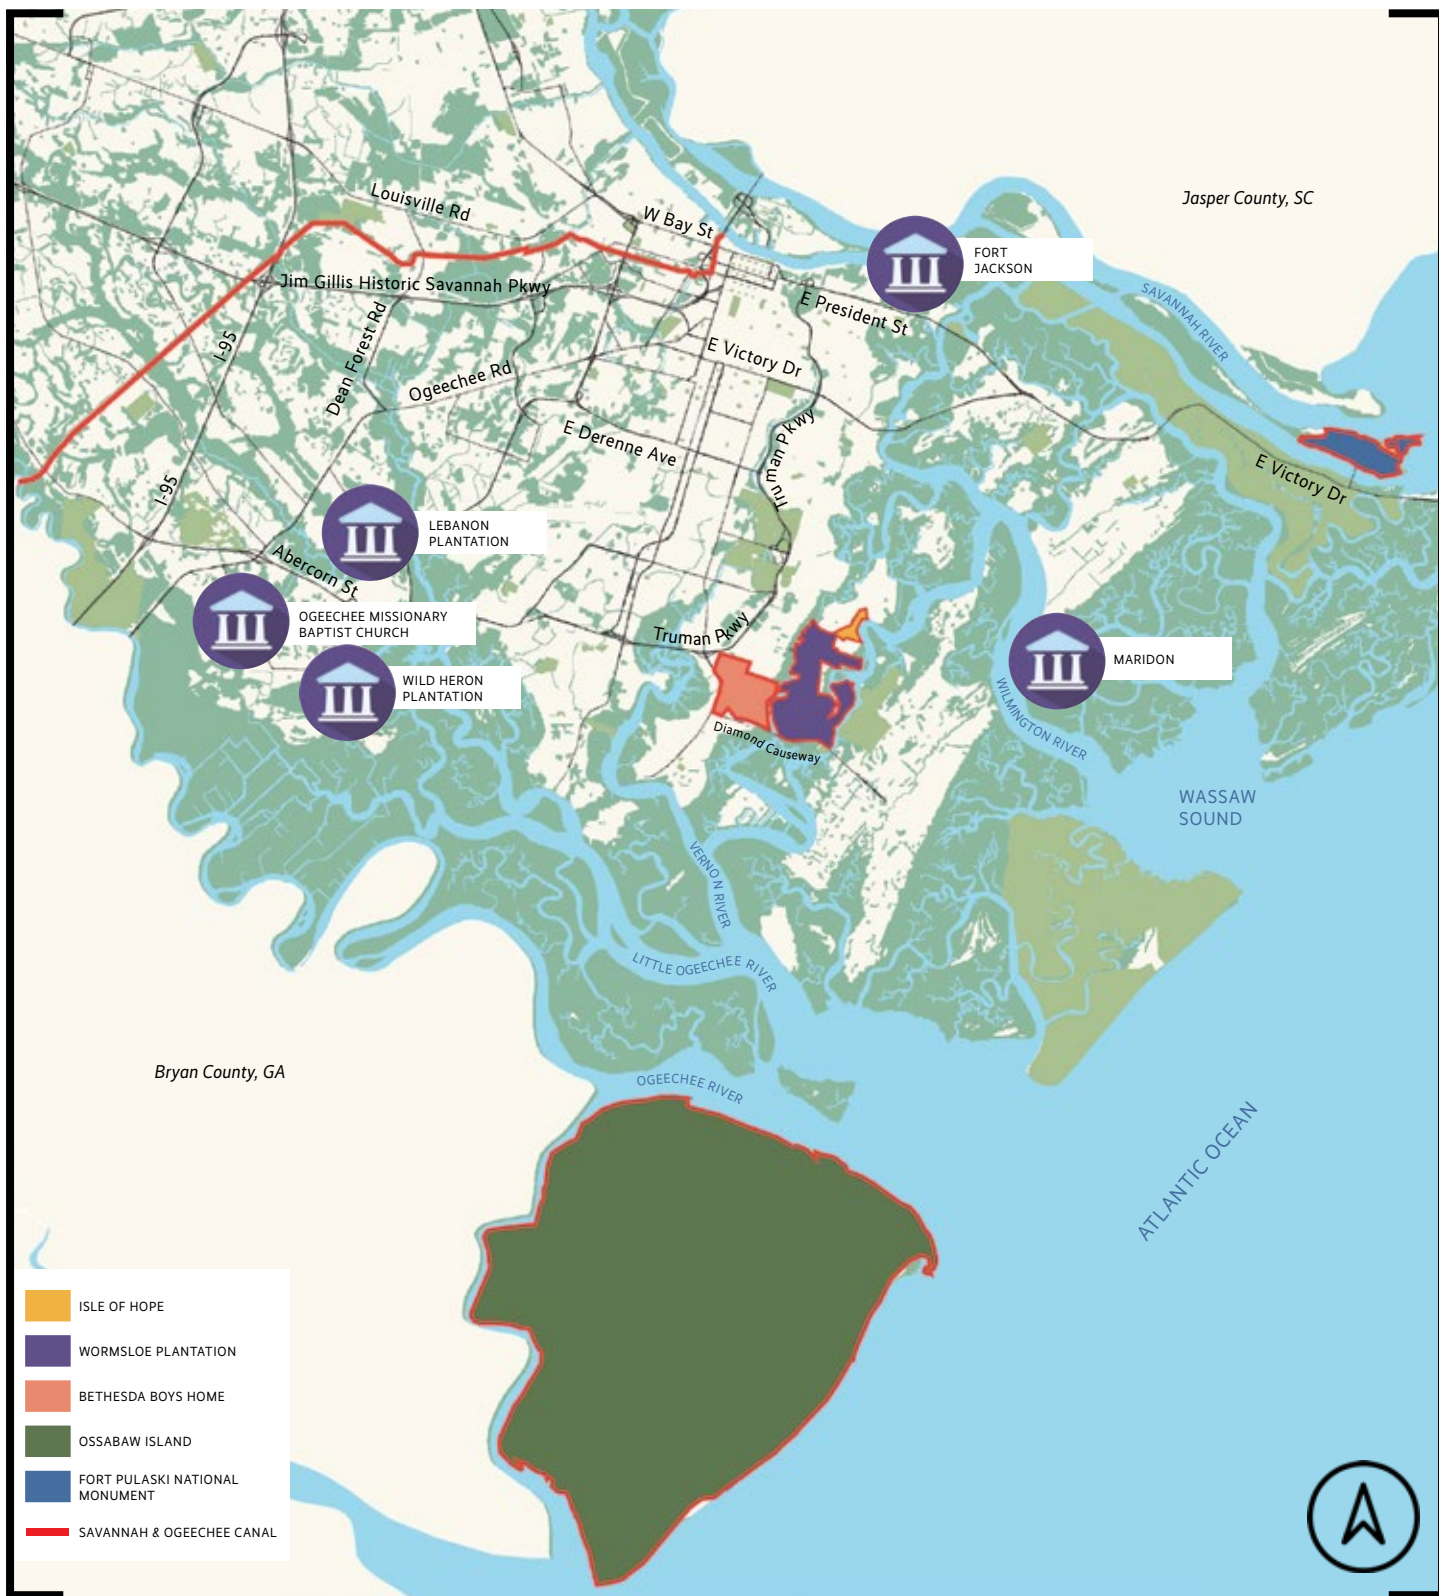 Jasper County, SC
Louisville Rd
W Bay St
FORT
JACKSON
Jim Gillis Historic Savannah Pkwy
SAVANNAH RIVER
E President St
I-95
Dean Forest Rd
E Victory Dr
Ogeechee Rd
E Derenne Ave
Truman Pkwy
E Victory Dr
I-95
LEBANON
PLANTATION
Abercorn St
OGEECHEE MISSIONARY
BAPTIST CHURCH
Truman Pkwy
MARIDON
WILD HERON
PLANTATION
WILMINGTON RIVER
Diamond Causeway
WASSAW
SOUND
VERNON RIVER
LITTLE OGEECHEE RIVER
Bryan County, GA
OGEECHEE RIVER
ATLANTIC OCEAN
ISLE OF HOPE
WORMSLOE PLANTATION
BETHESDA BOYS HOME
OSSABAW ISLAND
FORT PULASKI NATIONAL
MONUMENT
SAVANNAH & OGEECHEE CANAL